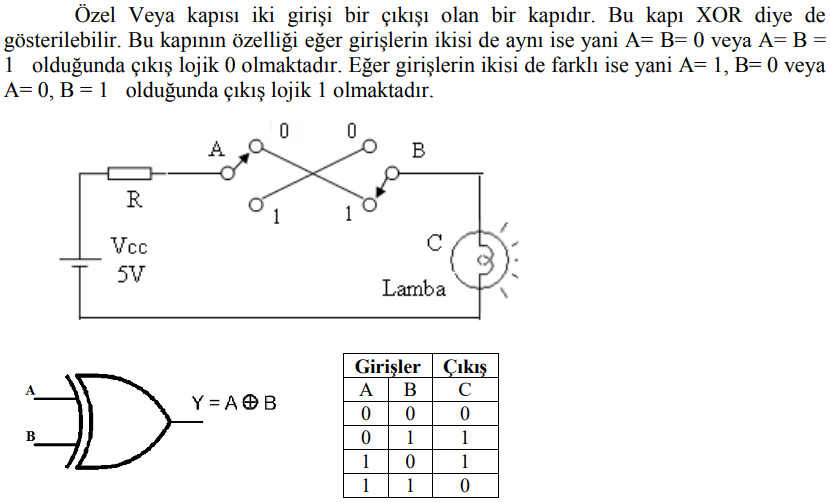 Özel Veya kapısı iki girişi bir çıkışı olan bir kapıdır. Bu kapı XOR diye de
gösterilebilir. Bu kapının özelliği eğer girişlerin ikisi de aynı ise yani A= B= 0 veya A= B =
1 olduğunda çıkış lojik 0 olmaktadır. Eğer girişlerin ikisi de farklı ise yani A= 1, B= 0 veya
A= 0, B = 1 olduğunda çıkış lojik 1 olmaktadır.
0 0
A B
R 1 1
Vcc C
5V
Lamba
Girişler Çıkış
A B C
A
Y = A ⊕ B
B
0 0 0
0 1 1
1 0 1
1 1 0